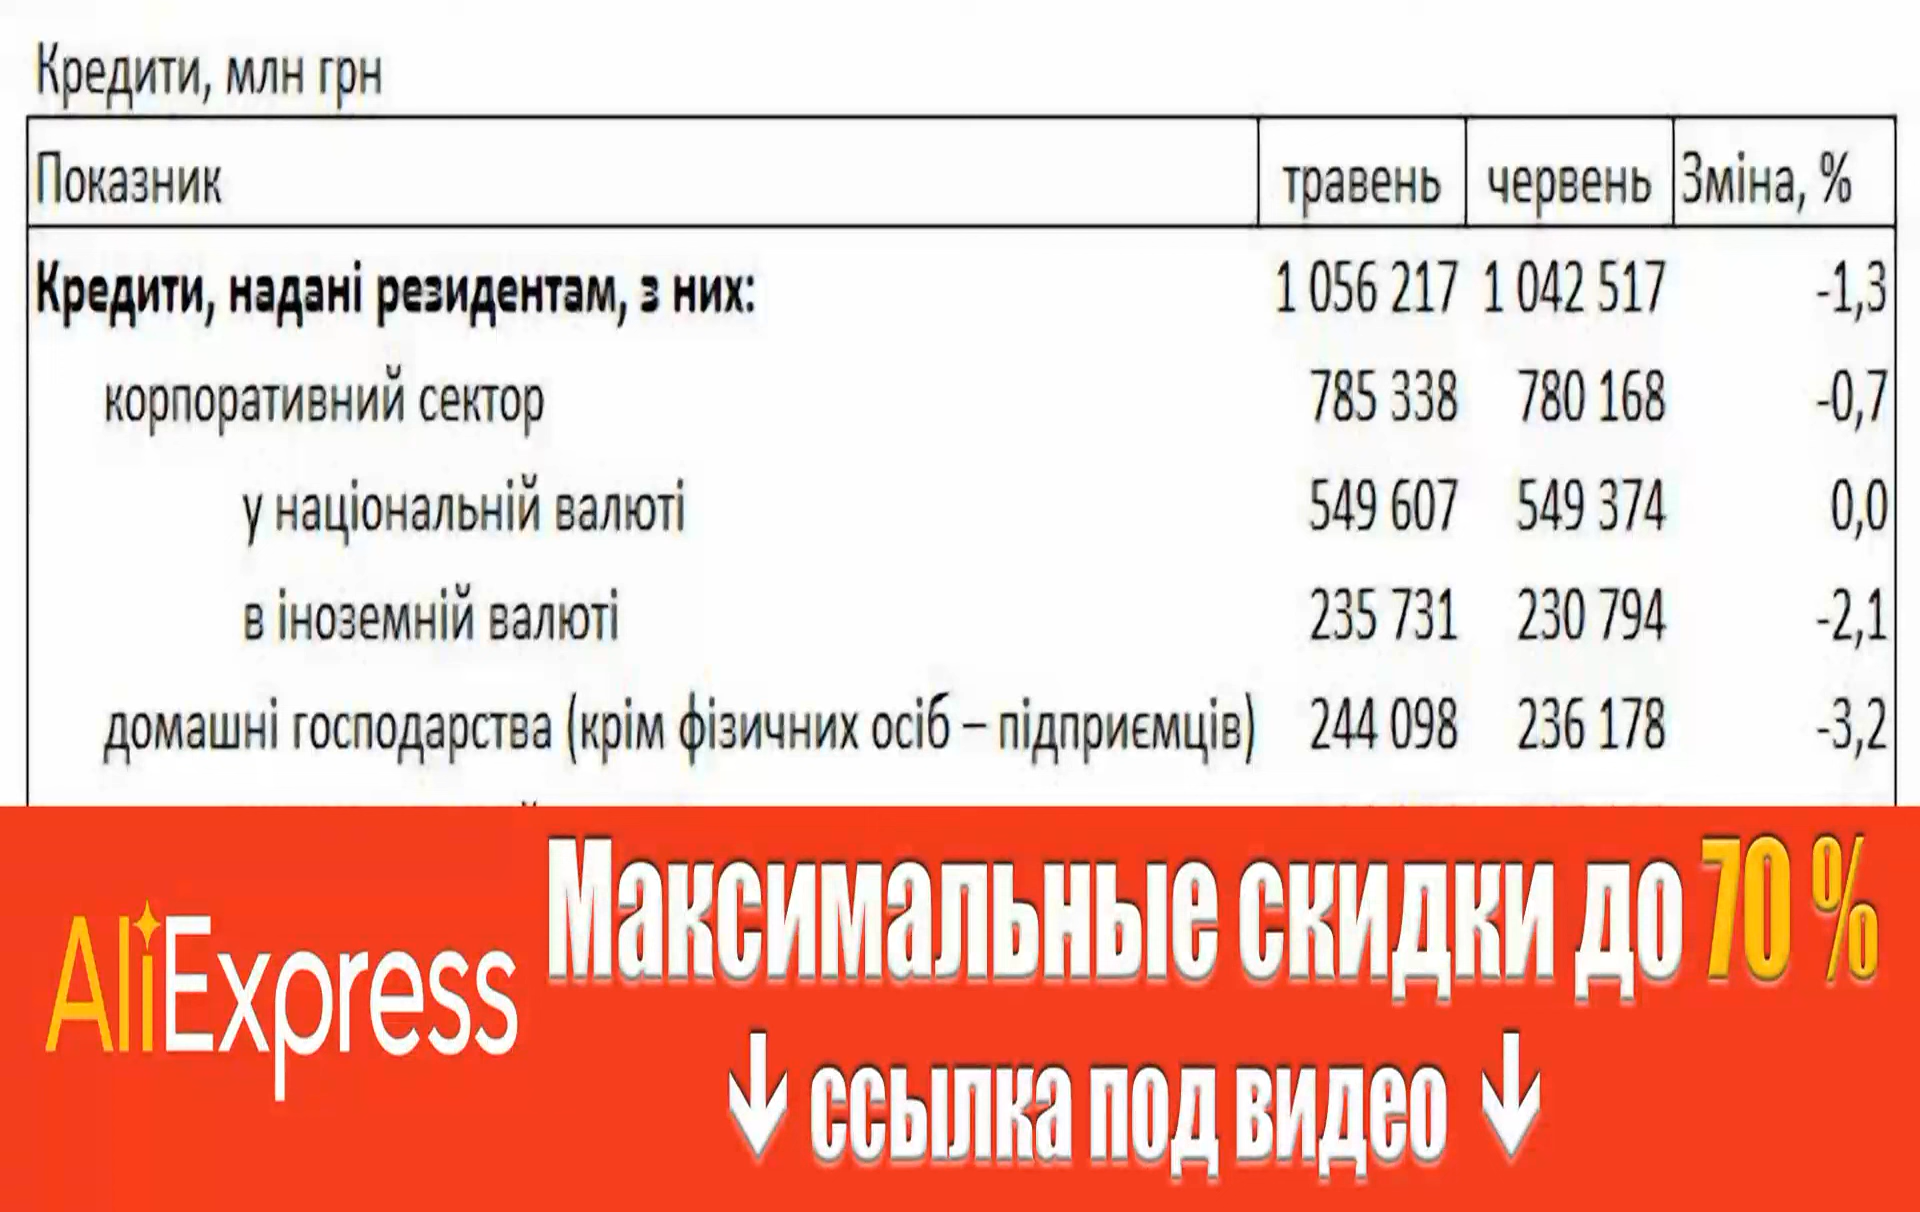 Кредити, млн грн
Показник травень червень Зміна, %
Кредити, надані резидентам, з них: 1 056 217 1 042 517 -1,3
корпоративний сектор 785 338 780 168 -0,7
у національній валюті 549 607 549 374 0,0
в іноземній валюті 235 731 230 794 -2,1
домашні господарства (крім фізичних осіб – підприємців) 244 098 236 178 -3,2
AliExpress
Максимальные скидки до 70 %
↓ ссылка под видео ↓